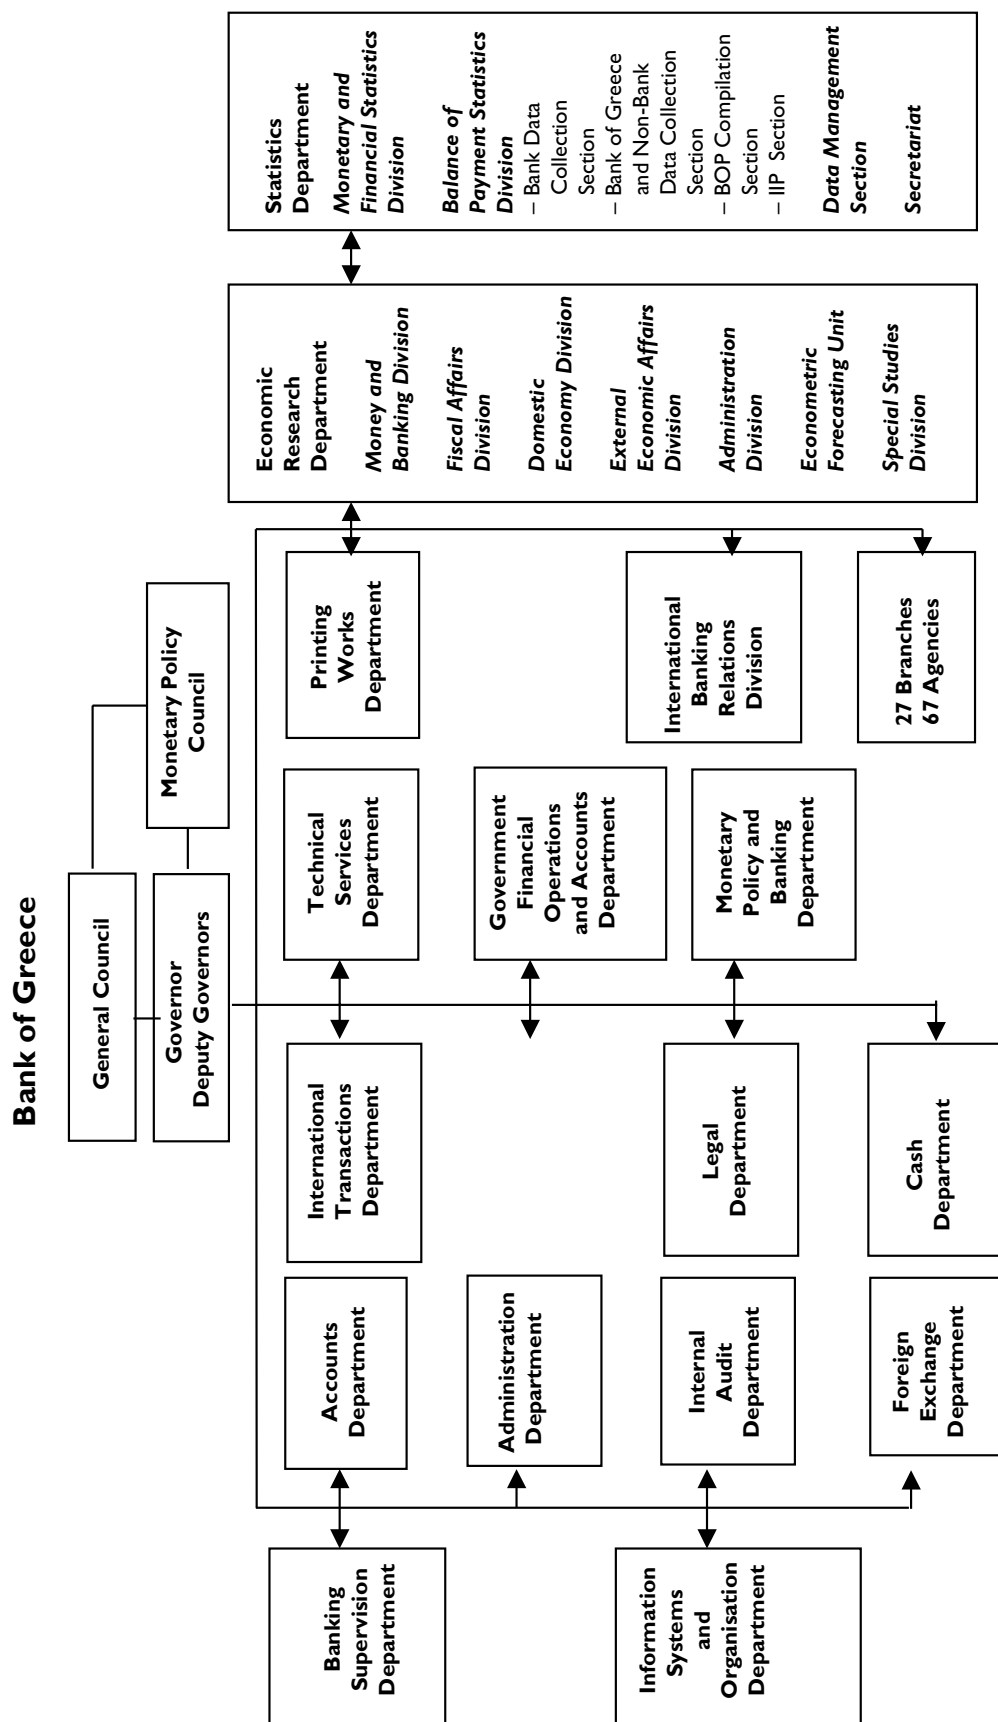 Bank of Greece
General Council
Governor
Deputy Governors
Monetary Policy
Council
Banking
Supervision
Department
Information
Systems
and
Organisation
Department
Accounts
Department
Administration
Department
Internal
Audit
Department
Foreign
Exchange
Department
International
Transactions
Department
Legal
Department
Cash
Department
Technical
Services
Department
Government
Financial
Operations
and Accounts
Department
Monetary
Policy and
Banking
Department
Printing
Works
Department
International
Banking
Relations
Division
27 Branches
67 Agencies
Economic
Research
Department
Money and
Banking Division
Fiscal Affairs
Division
Domestic
Economy Division
External
Economic Affairs
Division
Administration
Division
Econometric
Forecasting Unit
Special Studies
Division
Statistics
Department
Monetary and
Financial Statistics
Division
Balance of
Payment Statistics
Division
– Bank Data
Collection
Section
– Bank of Greece
and Non-Bank
Data Collection
Section
– BOP Compilation
Section
– IIP Section
Data Management
Section
Secretariat